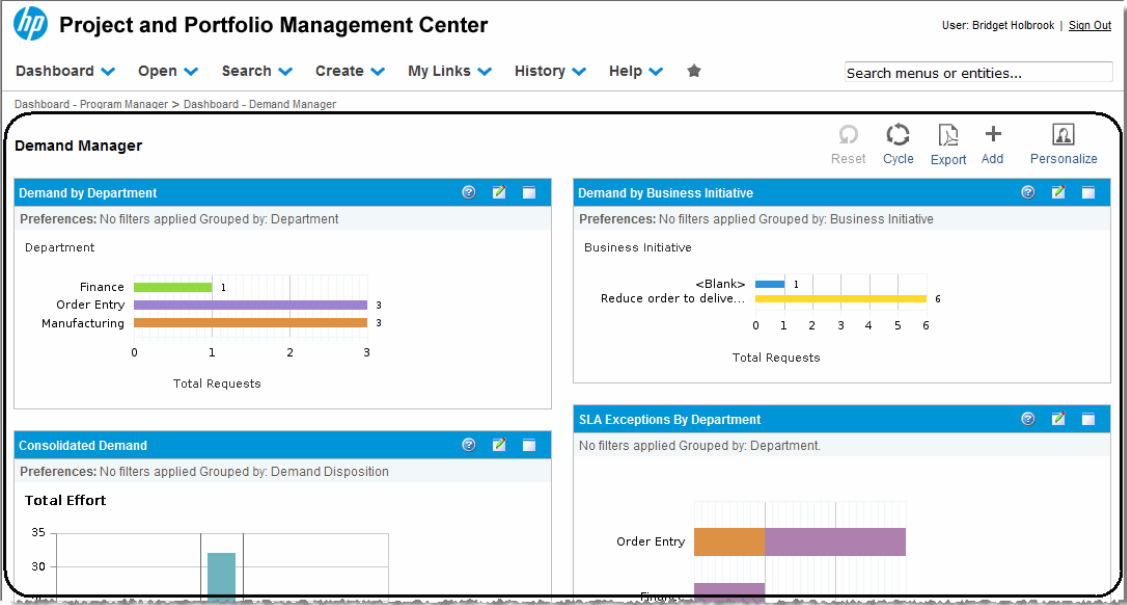 hp Project and Portfolio Management Center
User: Bridget Holbrook | Sign Out
Dashboard Open Search Create My Links History Help
Search menus or entities...
Dashboard - Program Manager > Dashboard - Demand Manager
Demand Manager
Reset Cycle Export Add Personalize
Demand by Department
Preferences: No filters applied Grouped by: Department
Department
Finance 1
Order Entry 3
Manufacturing 3
0 1 2 3
Total Requests
Demand by Business Initiative
Preferences: No filters applied Grouped by: Business Initiative
Business Initiative
<Blank> 1
Reduce order to delive... 6
0 1 2 3 4 5 6
Total Requests
Consolidated Demand
Preferences: No filters applied Grouped by: Demand Disposition
Total Effort
35
30
SLA Exceptions By Department
No filters applied Grouped by: Department.
Order Entry
Finance